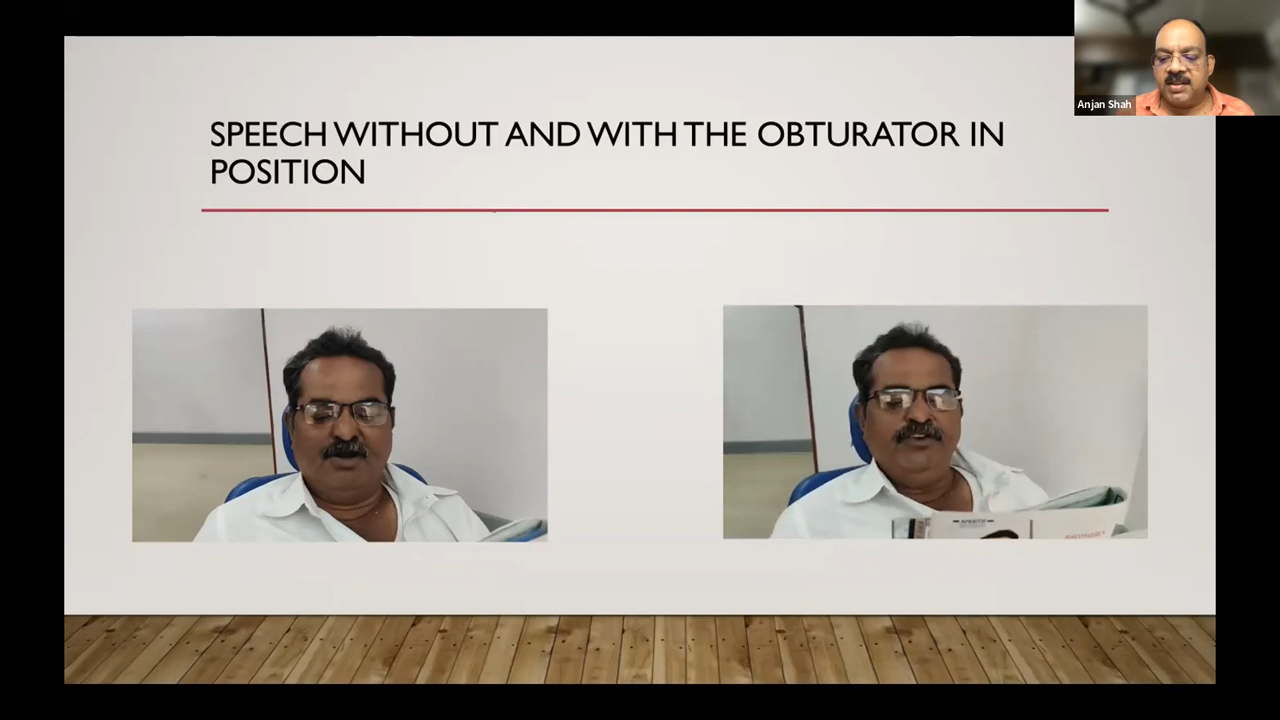 SPEECH WITHOUT AND WITH THE OBTURATOR IN
POSITION
Anjan Shah